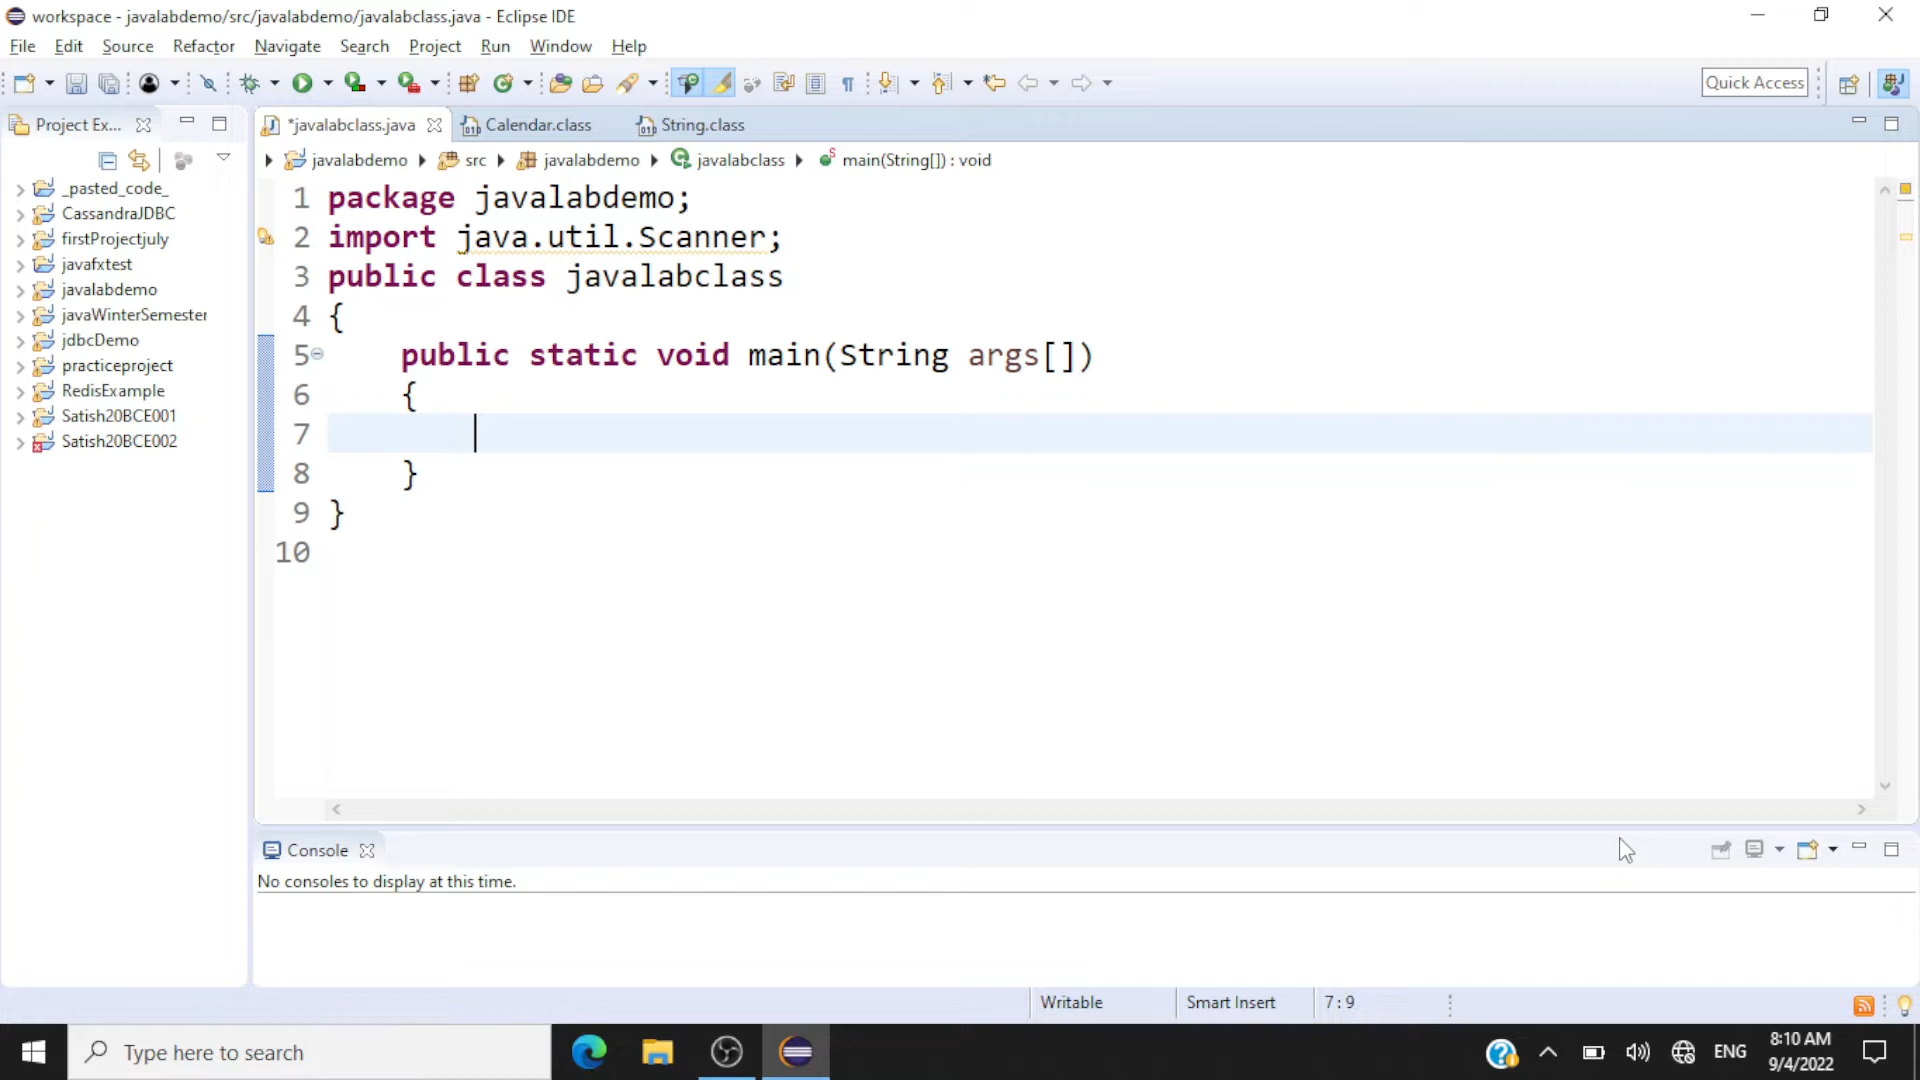 workspace - javalabdemo/src/javalabdemo/javalabclass.java - Eclipse IDE
File Edit Source Refactor Navigate Search Project Run Window Help
Quick Access
Project Ex...
*javalabclass.java Calendar.class String.class
javalabdemo src javalabdemo javalabclass main(String[]) : void
_pasted_code_
CassandraJDBC
firstProjectjuly
javafxtest
javalabdemo
javaWinterSemester
jdbcDemo
practiceproject
RedisExample
Satish20BCE001
Satish20BCE002
1 package javalabdemo;
2 import java.util.Scanner;
3 public class javalabclass
4 {
5 public static void main(String args[])
6 {
7
8 }
9 }
10
Console
No consoles to display at this time.
Writable Smart Insert 7 : 9
Type here to search
ENG
8:10 AM
9/4/2022